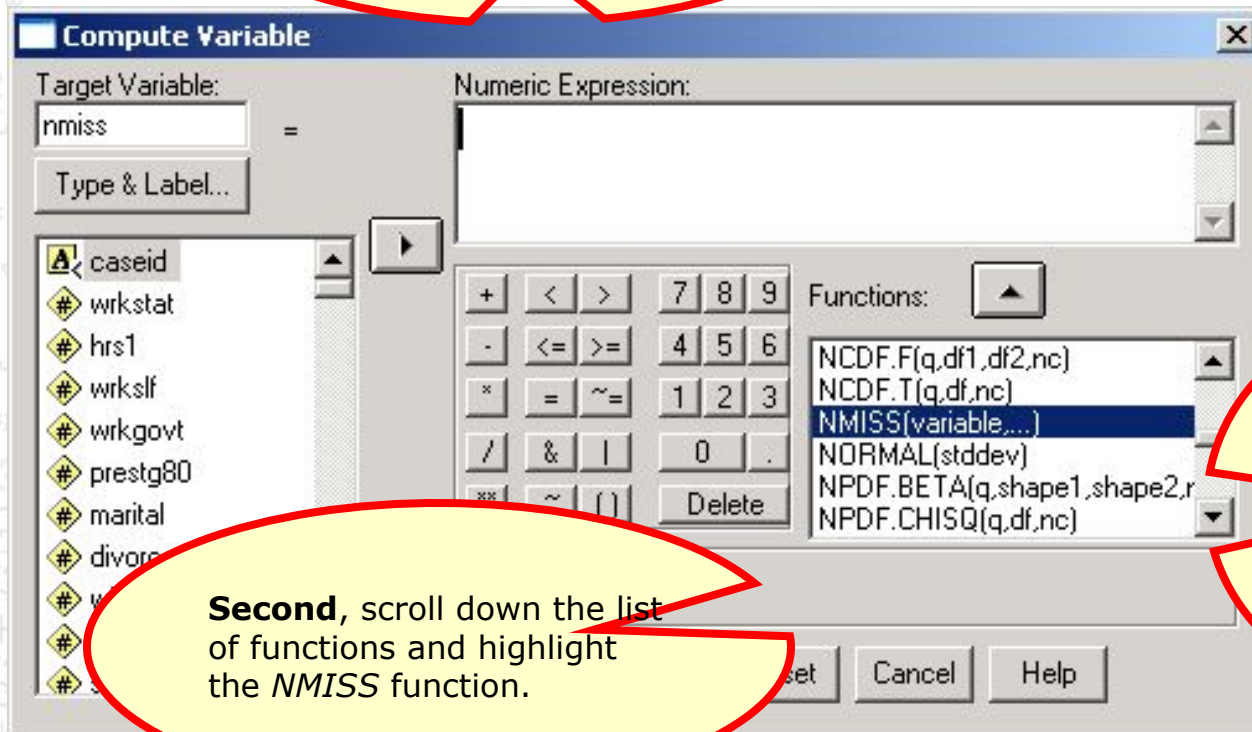 Compute Variable
Target Variable:
nmiss
=
Type & Label...
Numeric Expression:
caseid
wrkstat
hrs1
wrkslf
wrkgovt
prestg80
marital
+ < > 7 8 9
- <= >= 4 5 6
* = ~= 1 2 3
/ & | 0 .
** ~ () Delete
Functions:
NCDF.F(q,df1,df2,nc)
NCDF.T(q,df,nc)
NMISS(variable,...)
NORMAL(stddev)
NPDF.BETA(q,shape1,shape2,
NPDF.CHISQ(q,df,nc)
Second, scroll down the list
of functions and highlight
the NMISS function.
Cancel
Help